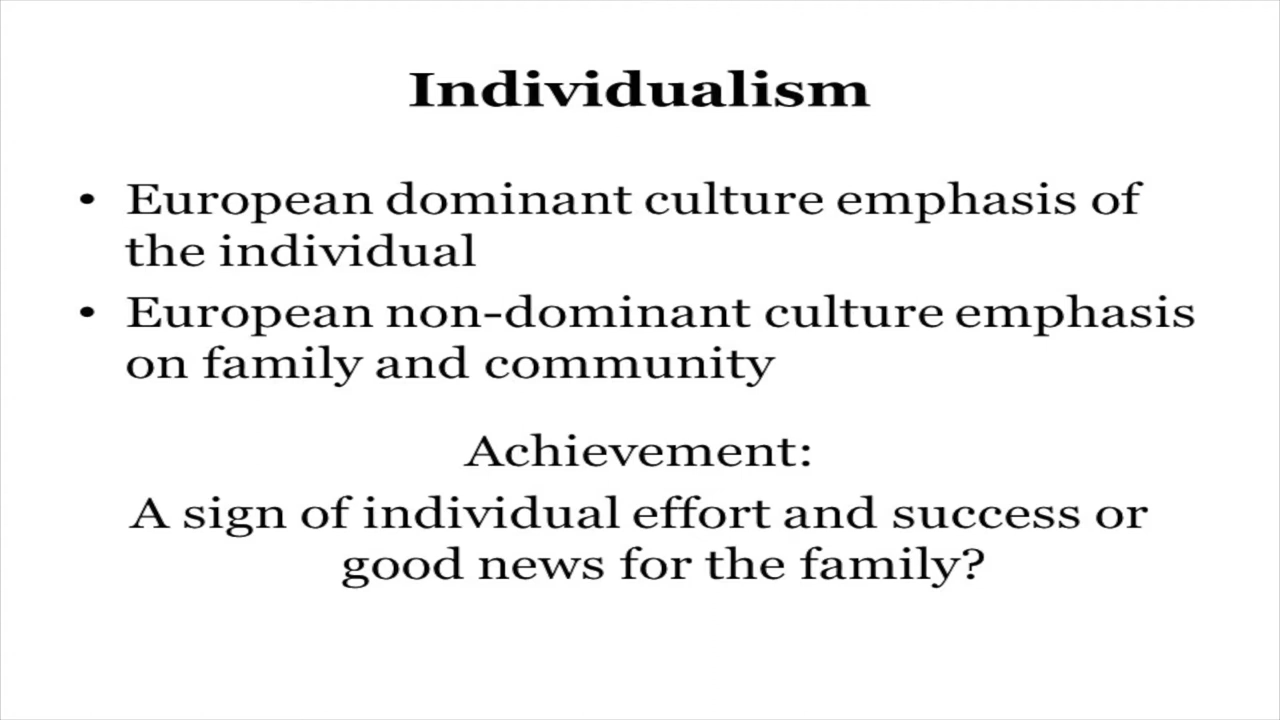 Individualism
• European dominant culture emphasis of
the individual
• European non-dominant culture emphasis
on family and community
Achievement:
A sign of individual effort and success or
good news for the family?